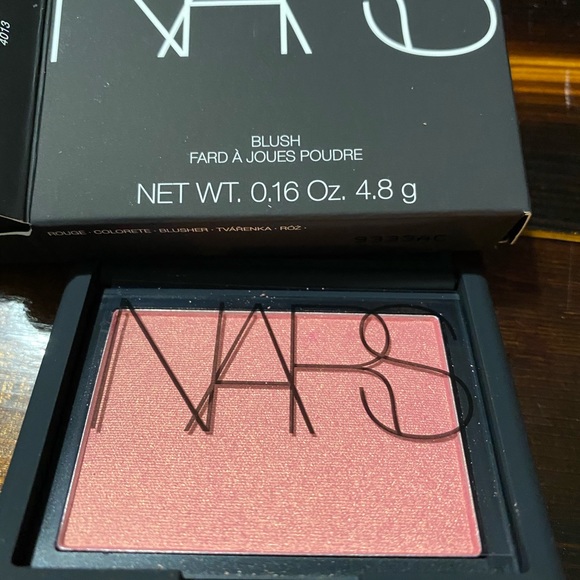 4013
NARS
BLUSH
FARD À JOUES POUDRE
NET WT. 0.16 Oz. 4.8 g
ROUGE · COLORETE · BLUSHER · TVÁŘENKA · RÓŻ ·
NARS